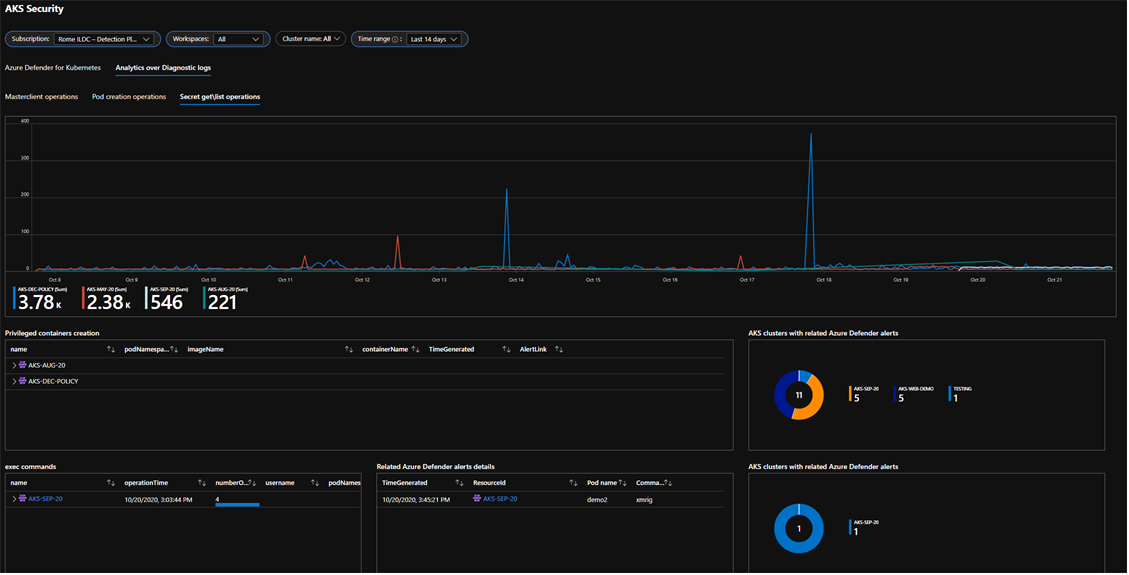 AKS Security
Subscription: Rome ILDC – Detection Pl... Workspaces: All Cluster name: All Time range : Last 14 days
Azure Defender for Kubernetes Analytics over Diagnostic logs
Masterclient operations Pod creation operations Secret get\list operations
400
300
200
100
0
Oct 8 Oct 9 Oct 10 Oct 11 Oct 12 Oct 13 Oct 14 Oct 15 Oct 16 Oct 17 Oct 18 Oct 19 Oct 20 Oct 21
AKS-DEC-POLICY (Sum) AKS-MAY-20 (Sum) AKS-SEP-20 (Sum) AKS-AUG-20 (Sum)
3.78 K 2.38 K 546 221
Privileged containers creation
name podNamespa... imageName containerName TimeGenerated AlertLink
AKS-AUG-20
AKS-DEC-POLICY
AKS clusters with related Azure Defender alerts
11
AKS-SEP-20 AKS-WEB-DEMO TESTING
5 5 1
exec commands
name operationTime numberO... username podNames
AKS-SEP-20 10/20/2020, 3:03:44 PM 4
Related Azure Defender alerts details
TimeGenerated ResourceId Pod name Comma...
10/20/2020, 3:45:21 PM AKS-SEP-20 demo2 xmrig
AKS clusters with related Azure Defender alerts
1
AKS-SEP-20
1